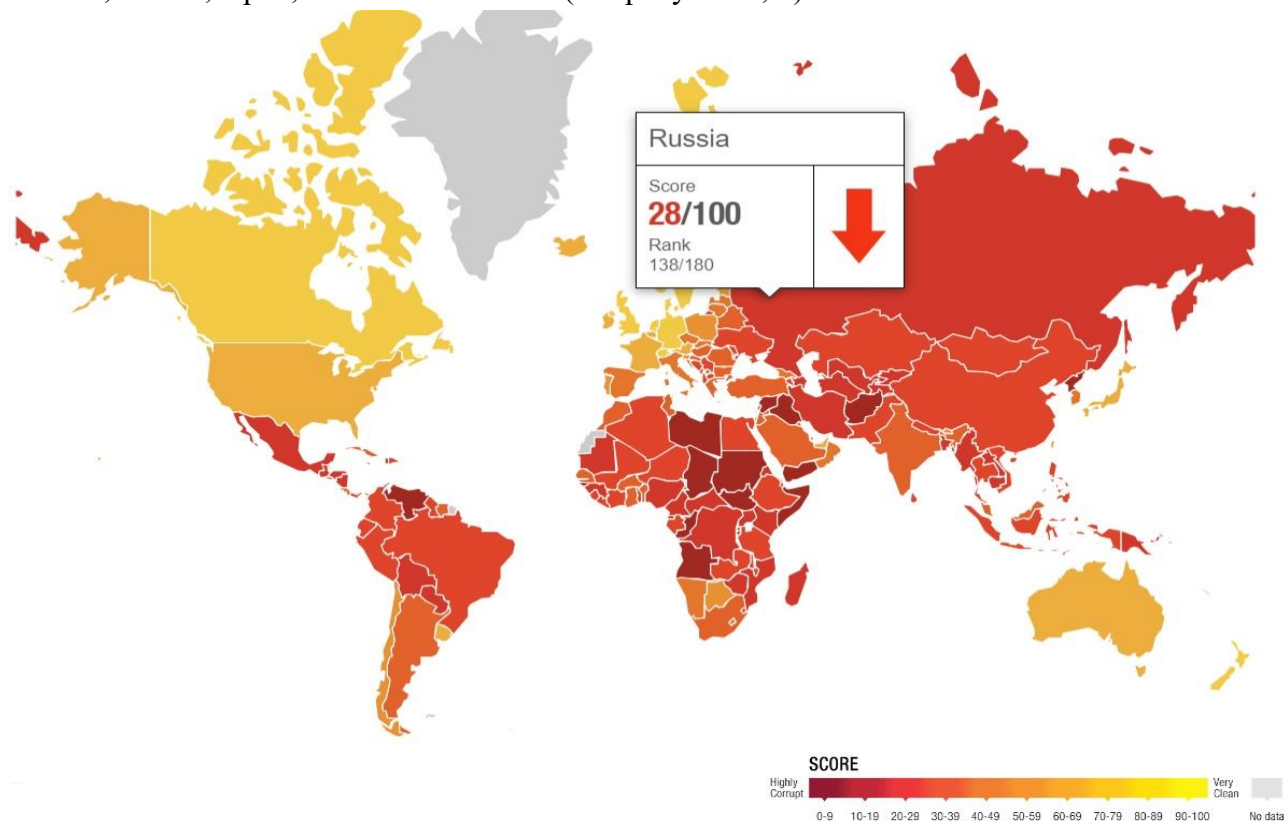 Russia
Score
28/100
Rank
138/180
SCORE
Highly Corrupt
Very Clean
0-9 10-19 20-29 30-39 40-49 50-59 60-69 70-79 80-89 90-100 No data